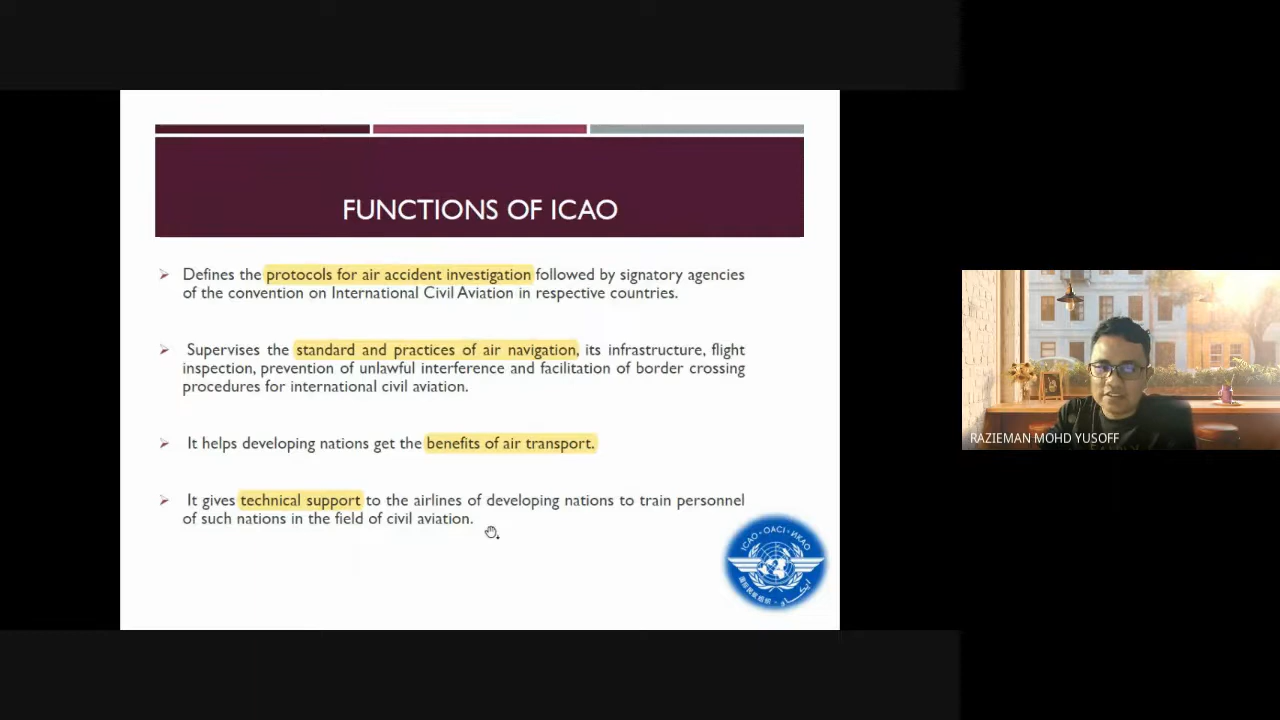 FUNCTIONS OF ICAO
➢ Defines the protocols for air accident investigation followed by signatory agencies
of the convention on International Civil Aviation in respective countries.
➢ Supervises the standard and practices of air navigation, its infrastructure, flight
inspection, prevention of unlawful interference and facilitation of border crossing
procedures for international civil aviation.
➢ It helps developing nations get the benefits of air transport.
➢ It gives technical support to the airlines of developing nations to train personnel
of such nations in the field of civil aviation.
ICAO · OACI · ИКАО
RAZIEMAN MOHD YUSOFF